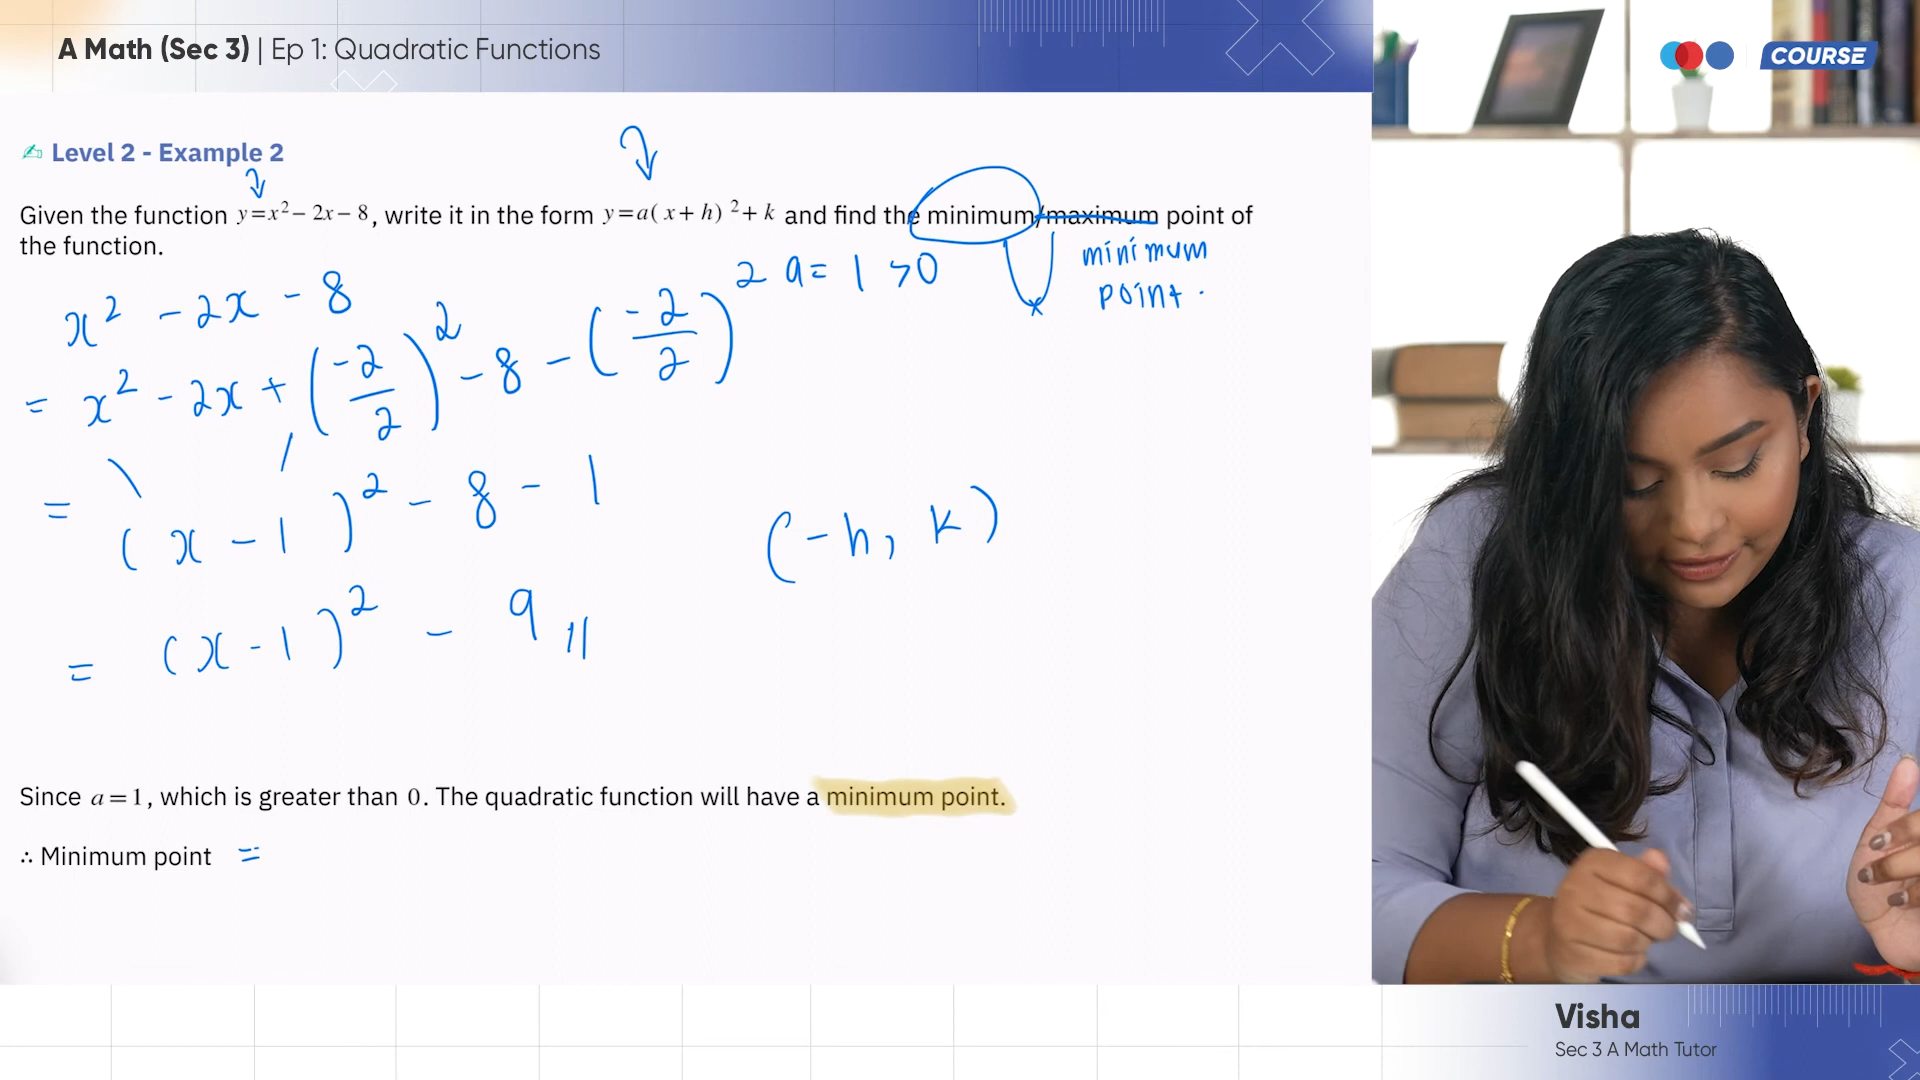 A Math (Sec 3) | Ep 1: Quadratic Functions
COURSE
Level 2 - Example 2
Given the function y=x²− 2x− 8, write it in the form y=a(x+h)²+k and find the minimum/maximum point of
the function.
x² - 2x - 8
a = 1 >0
minimum
point.
= x² - 2x + (-2/2)² - 8 - (-2/2)²
= (x - 1)² - 8 - 1
(-h, k)
= (x-1)² - 9
Since a=1, which is greater than 0. The quadratic function will have a minimum point.
∴ Minimum point =
Visha
Sec 3 A Math Tutor